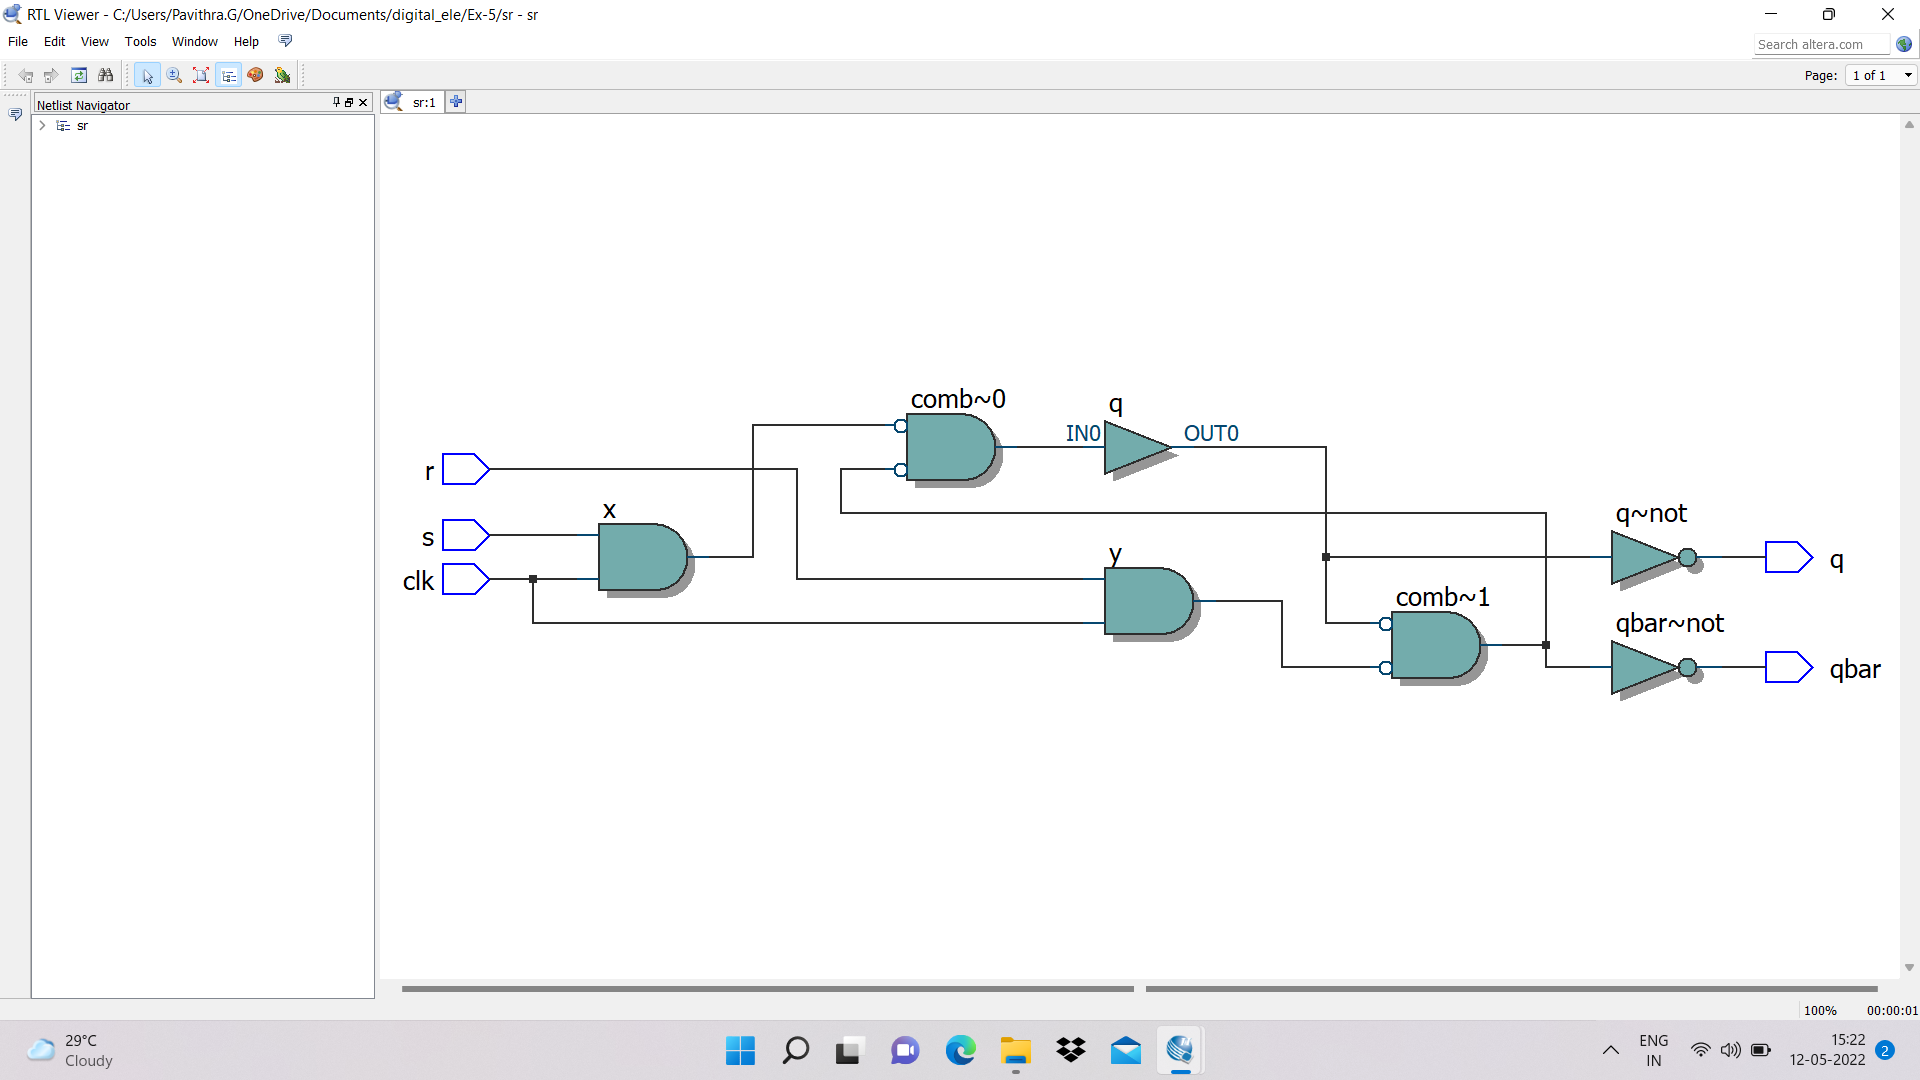 RTL Viewer - C:/Users/Pavithra.G/OneDrive/Documents/digital_ele/Ex-5/sr - sr
File Edit View Tools Window Help
Search altera.com
Page: 1 of 1
Netlist Navigator
sr:1
sr
comb~0
q
IN0
OUT0
r
x
s
clk
y
q~not
q
comb~1
qbar~not
qbar
100% 00:00:01
29°C
Cloudy
ENG
IN
15:22
12-05-2022
2